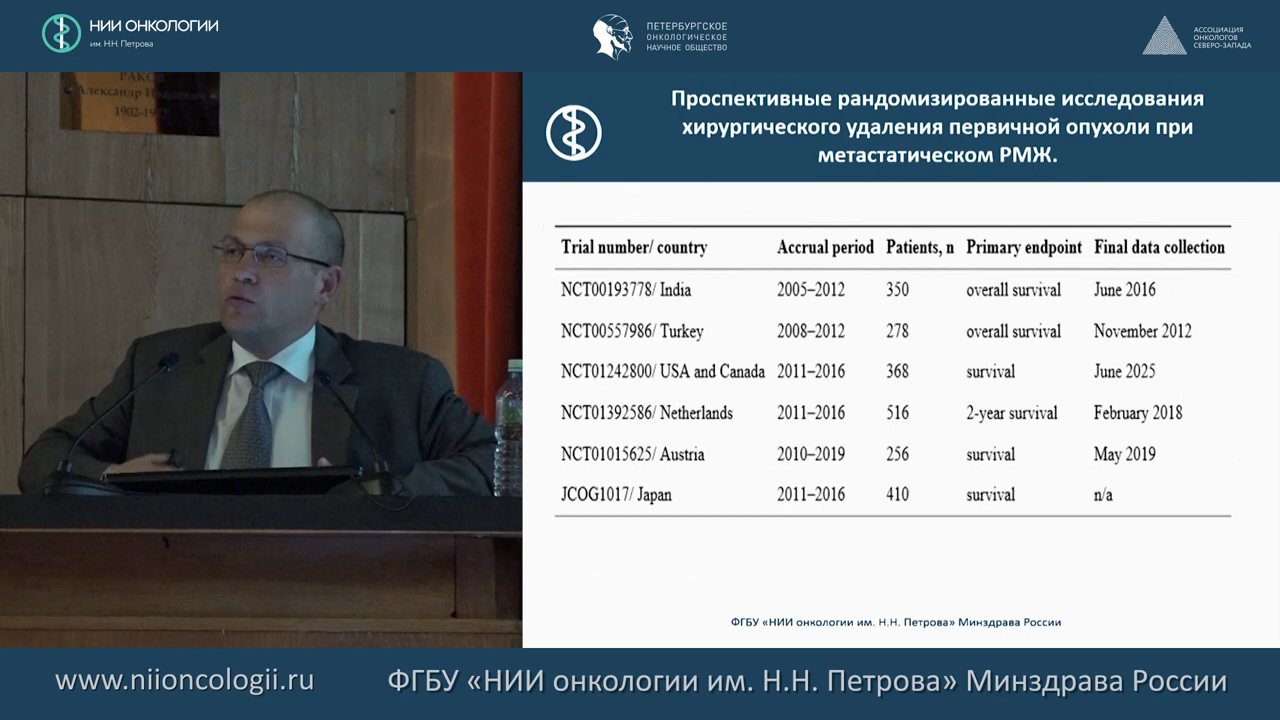 НИИ ОНКОЛОГИИ
им. Н.Н. Петрова
ПЕТЕРБУРГСКОЕ
ОНКОЛОГИЧЕСКОЕ
НАУЧНОЕ ОБЩЕСТВО
АССОЦИАЦИЯ
ОНКОЛОГОВ
СЕВЕРО-ЗАПАДА
РАКОВ
Александр
Проспективные рандомизированные исследования
хирургического удаления первичной опухоли при
метастатическом РМЖ.
Trial number/ country Accrual period Patients, n Primary endpoint Final data collection
NCT00193778/ India 2005–2012 350 overall survival June 2016
NCT00557986/ Turkey 2008–2012 278 overall survival November 2012
NCT01242800/ USA and Canada 2011–2016 368 survival June 2025
NCT01392586/ Netherlands 2011–2016 516 2-year survival February 2018
NCT01015625/ Austria 2010–2019 256 survival May 2019
JCOG1017/ Japan 2011–2016 410 survival n/a
ФГБУ «НИИ онкологии им. Н.Н. Петрова» Минздрава России
www.niioncologii.ru ФГБУ «НИИ онкологии им. Н.Н. Петрова» Минздрава России